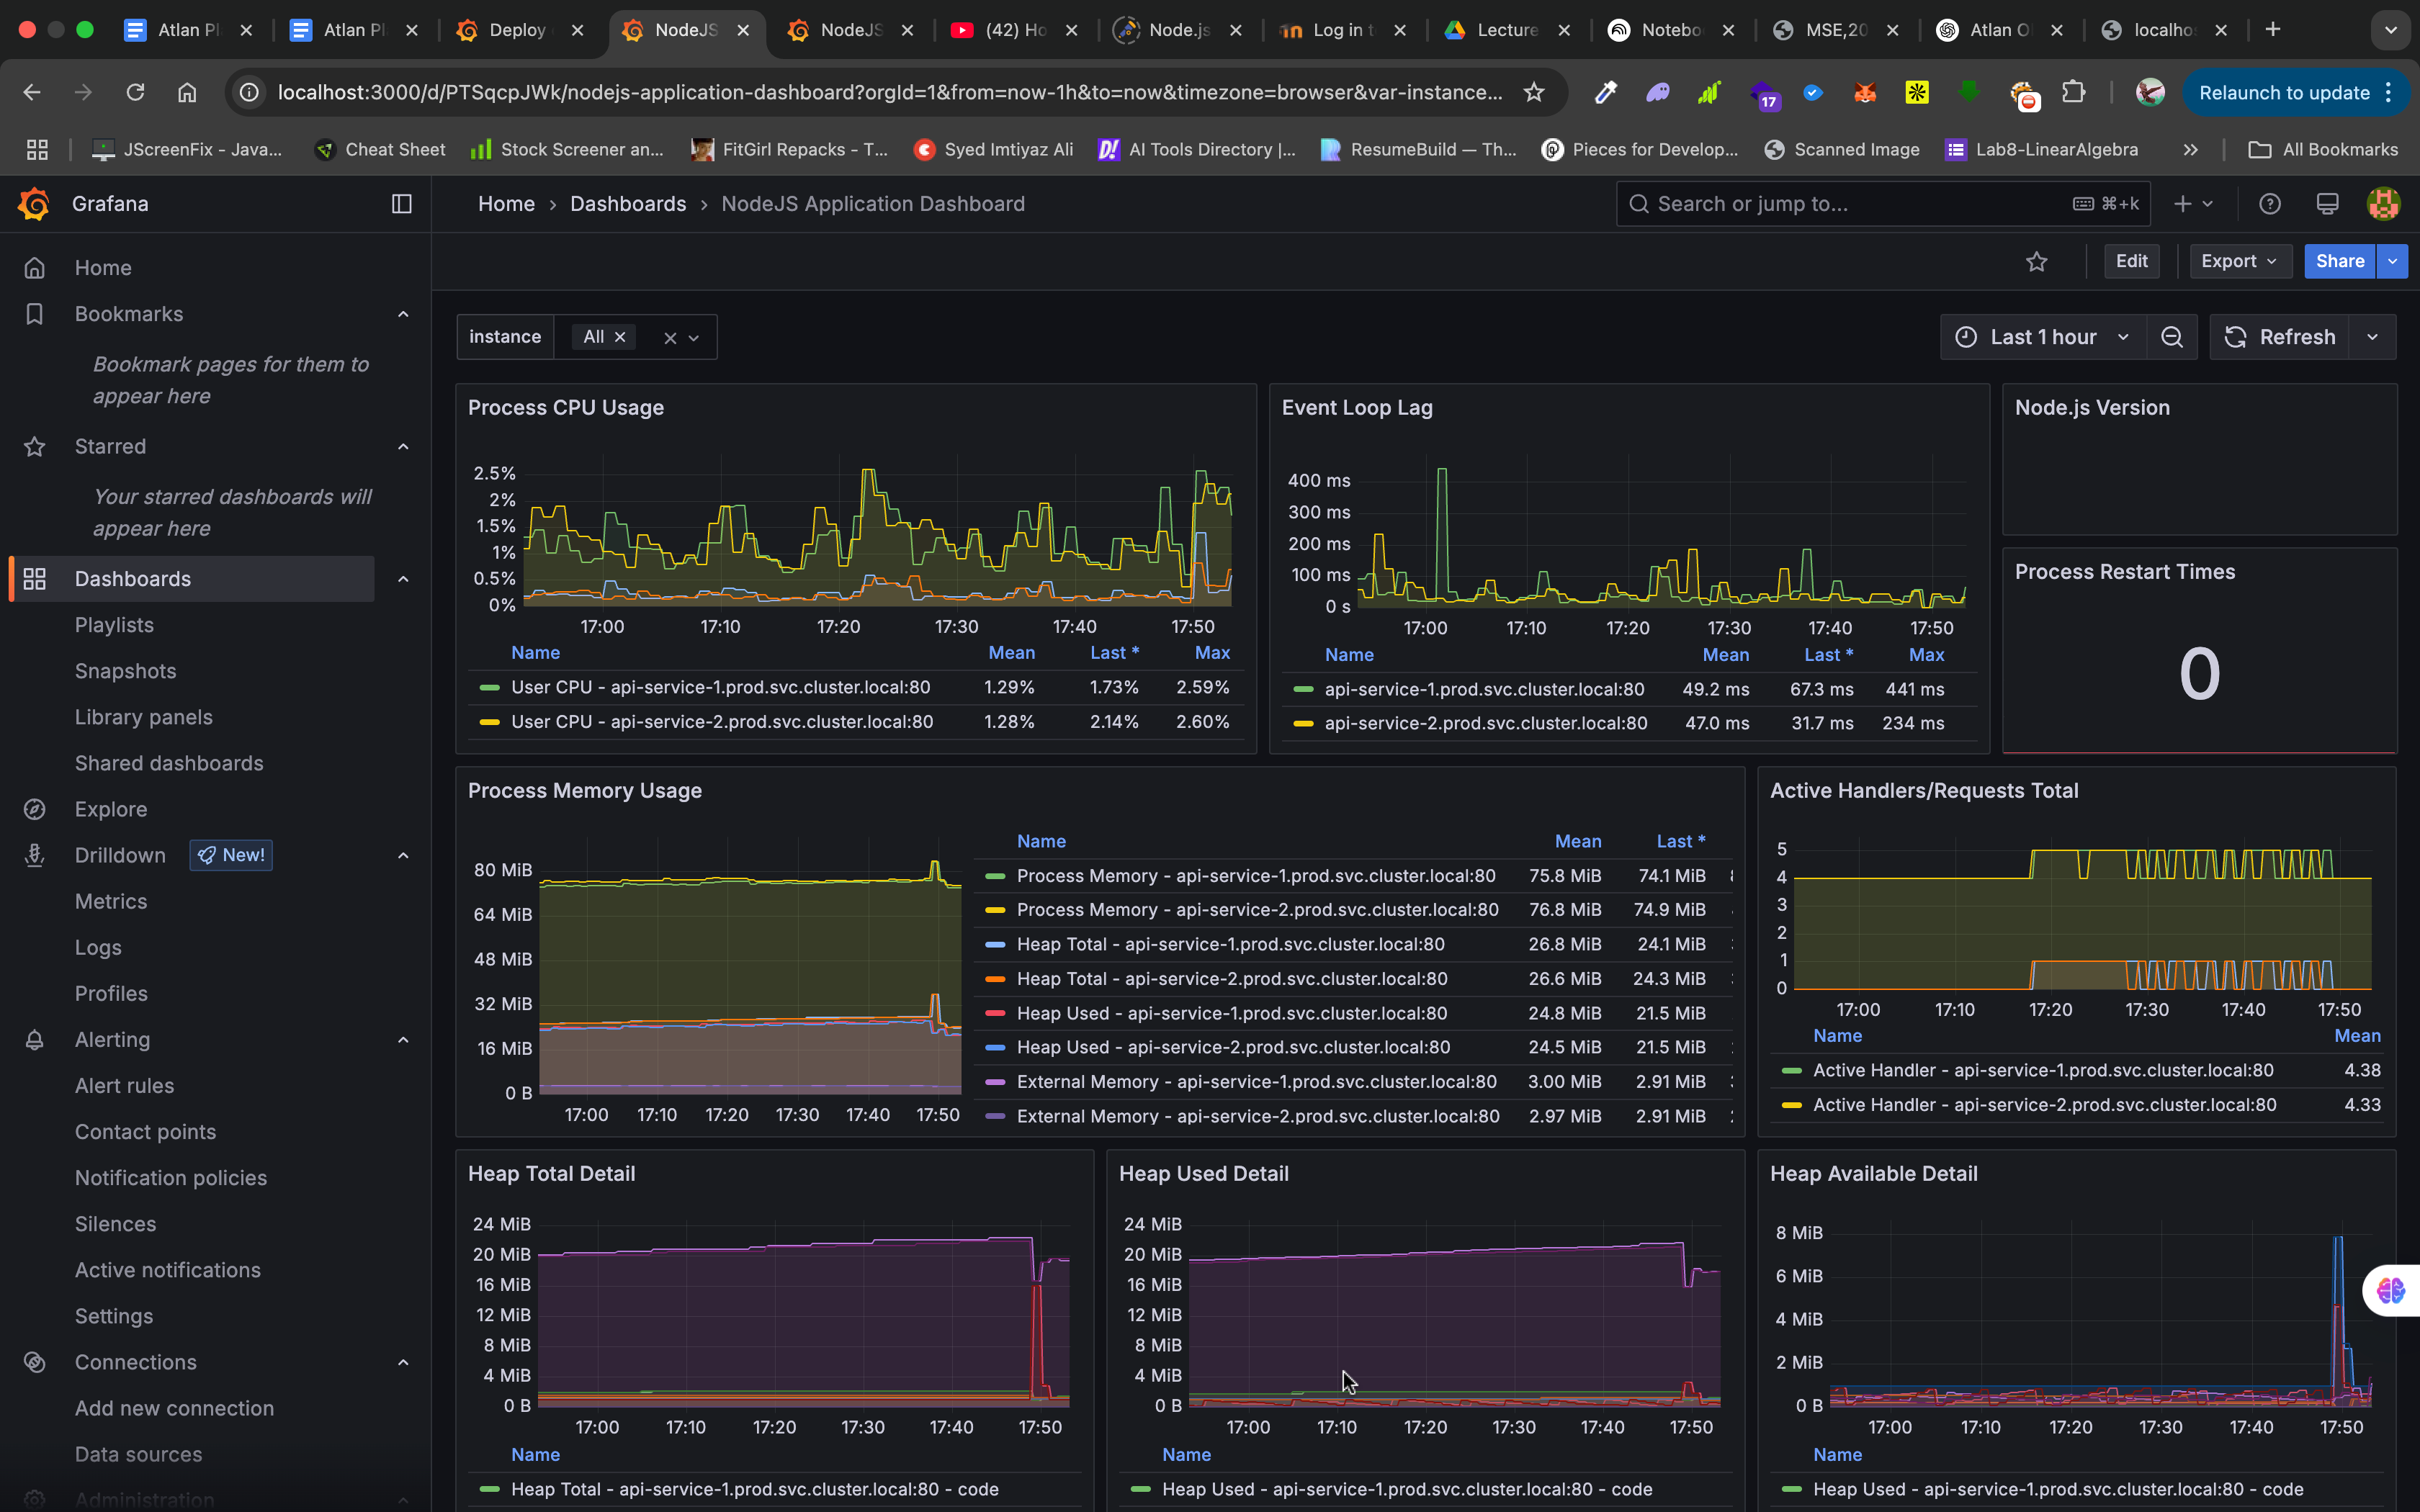 Atlan Pl
Atlan Pl
Deploy
NodeJS
NodeJS
(42) Ho
Node.js
Log in t
Lecture
Notebo
MSE,20
Atlan O
localho
localhost:3000/d/PTSqcpJWk/nodejs-application-dashboard?orgId=1&from=now-1h&to=now&timezone=browser&var-instance...
17
Relaunch to update
JScreenFix - Java...
Cheat Sheet
Stock Screener an...
FitGirl Repacks - T...
Syed Imtiyaz Ali
AI Tools Directory |...
ResumeBuild — Th...
Pieces for Develop...
Scanned Image
Lab8-LinearAlgebra
All Bookmarks
Grafana
Home › Dashboards › NodeJS Application Dashboard
Search or jump to...
⌘+k
Edit
Export
Share
Home
Bookmarks
Bookmark pages for them to
appear here
Starred
Your starred dashboards will
appear here
Dashboards
Playlists
Snapshots
Library panels
Shared dashboards
Explore
Drilldown
New!
Metrics
Logs
Profiles
Alerting
Alert rules
Contact points
Notification policies
Silences
Active notifications
Settings
Connections
Add new connection
Data sources
Administration
instance
All
Last 1 hour
Refresh
Process CPU Usage
2.5%
2%
1.5%
1%
0.5%
0%
17:00 17:10 17:20 17:30 17:40 17:50
Name Mean Last * Max
User CPU - api-service-1.prod.svc.cluster.local:80 1.29% 1.73% 2.59%
User CPU - api-service-2.prod.svc.cluster.local:80 1.28% 2.14% 2.60%
Event Loop Lag
400 ms
300 ms
200 ms
100 ms
0 s
17:00 17:10 17:20 17:30 17:40 17:50
Name Mean Last * Max
api-service-1.prod.svc.cluster.local:80 49.2 ms 67.3 ms 441 ms
api-service-2.prod.svc.cluster.local:80 47.0 ms 31.7 ms 234 ms
Node.js Version
Process Restart Times
0
Process Memory Usage
80 MiB
64 MiB
48 MiB
32 MiB
16 MiB
0 B
17:00 17:10 17:20 17:30 17:40 17:50
Name Mean Last *
Process Memory - api-service-1.prod.svc.cluster.local:80 75.8 MiB 74.1 MiB
Process Memory - api-service-2.prod.svc.cluster.local:80 76.8 MiB 74.9 MiB
Heap Total - api-service-1.prod.svc.cluster.local:80 26.8 MiB 24.1 MiB
Heap Total - api-service-2.prod.svc.cluster.local:80 26.6 MiB 24.3 MiB
Heap Used - api-service-1.prod.svc.cluster.local:80 24.8 MiB 21.5 MiB
Heap Used - api-service-2.prod.svc.cluster.local:80 24.5 MiB 21.5 MiB
External Memory - api-service-1.prod.svc.cluster.local:80 3.00 MiB 2.91 MiB
External Memory - api-service-2.prod.svc.cluster.local:80 2.97 MiB 2.91 MiB
Active Handlers/Requests Total
5
4
3
2
1
0
17:00 17:10 17:20 17:30 17:40 17:50
Name Mean
Active Handler - api-service-1.prod.svc.cluster.local:80 4.38
Active Handler - api-service-2.prod.svc.cluster.local:80 4.33
Heap Total Detail
24 MiB
20 MiB
16 MiB
12 MiB
8 MiB
4 MiB
0 B
17:00 17:10 17:20 17:30 17:40 17:50
Name
Heap Total - api-service-1.prod.svc.cluster.local:80 - code
Heap Used Detail
24 MiB
20 MiB
16 MiB
12 MiB
8 MiB
4 MiB
0 B
17:00 17:10 17:20 17:30 17:40 17:50
Name
Heap Used - api-service-1.prod.svc.cluster.local:80 - code
Heap Available Detail
8 MiB
6 MiB
4 MiB
2 MiB
0 B
17:00 17:10 17:20 17:30 17:40 17:50
Name
Heap Used - api-service-1.prod.svc.cluster.local:80 - code